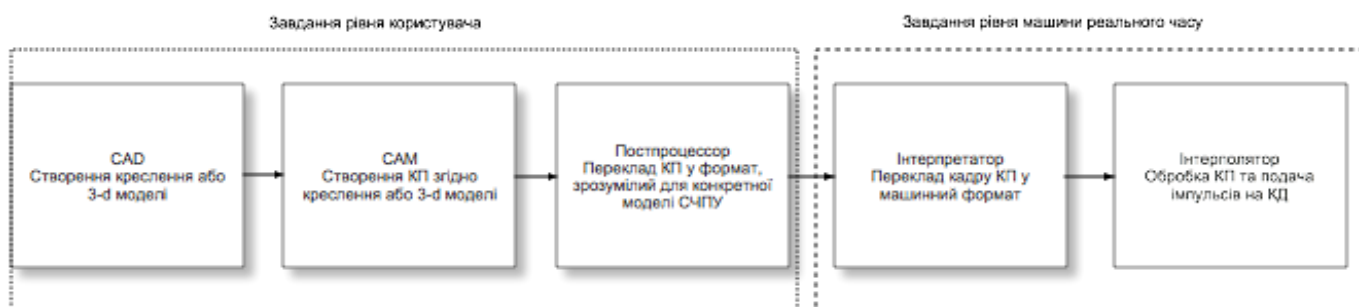 Завдання рівня користувача
Завдання рівня машини реального часу
CAD
Створення креслення або
3-d моделі
CAM
Створення КП згідно
креслення або 3-d моделі
Постпроцессор
Переклад КП у формат,
зрозумілий для конкретної
моделі СЧПУ
Інтерпретатор
Переклад кадру КП у
машинний формат
Інтерполятор
Обробка КП та подача
імпульсів на КД